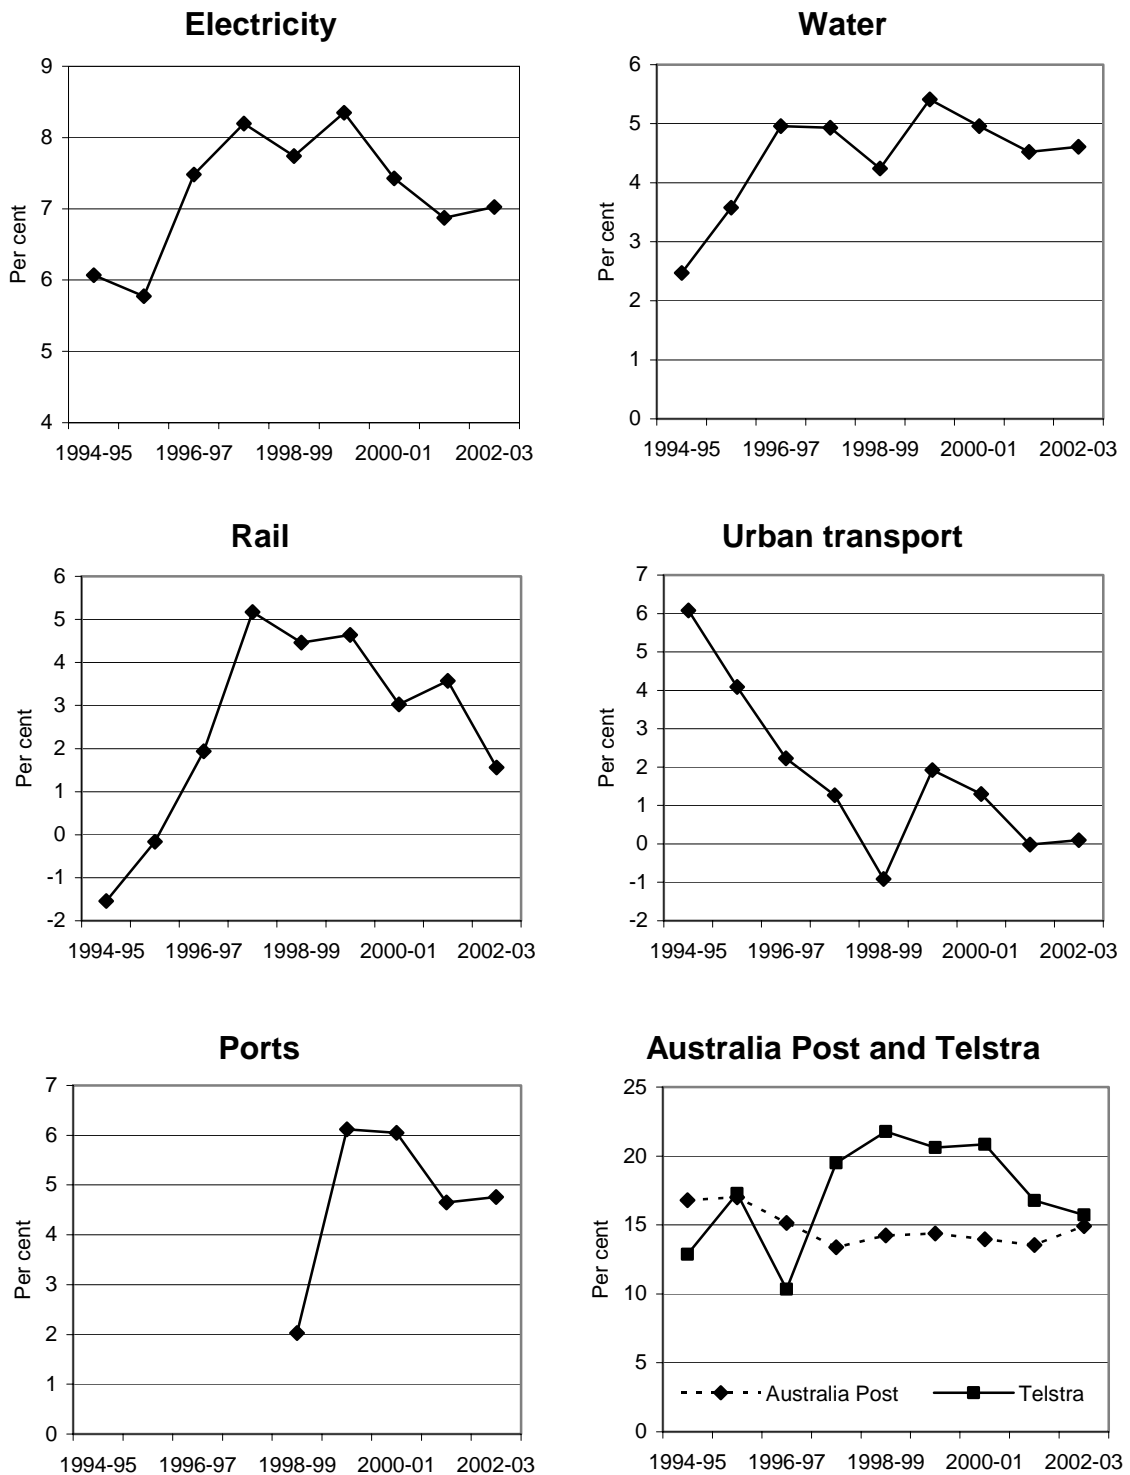 Electricity
9
8
7
6
5
4
Per cent
1994-95 1996-97 1998-99 2000-01 2002-03
Water
6
5
4
3
2
1
0
Per cent
1994-95 1996-97 1998-99 2000-01 2002-03
Rail
6
5
4
3
2
1
0
-1
-2
Per cent
1994-95 1996-97 1998-99 2000-01 2002-03
Urban transport
7
6
5
4
3
2
1
0
-1
-2
Per cent
1994-95 1996-97 1998-99 2000-01 2002-03
Ports
7
6
5
4
3
2
1
0
Per cent
1994-95 1996-97 1998-99 2000-01 2002-03
Australia Post and Telstra
25
20
15
10
5
0
Per cent
Australia Post Telstra
1994-95 1996-97 1998-99 2000-01 2002-03